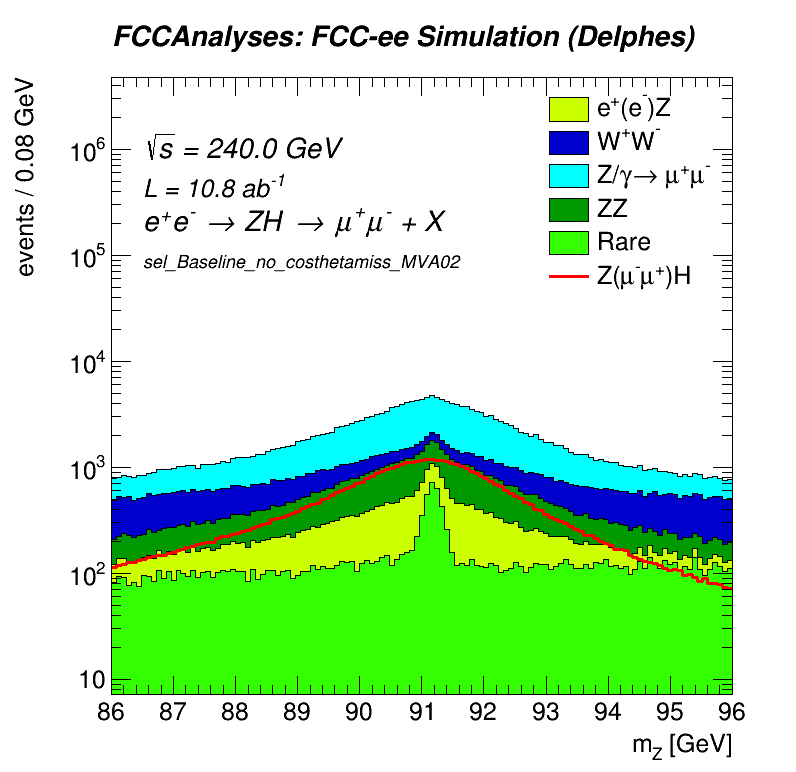 FCCAnalyses: FCC-ee Simulation (Delphes)
events / 0.08 GeV
√s = 240.0 GeV
L = 10.8 ab⁻¹
e⁺e⁻ → ZH → μ⁺μ⁻ + X
sel_Baseline_no_costhetamiss_MVA02
e⁺(e⁻)Z
W⁺W⁻
Z/γ→ μ⁺μ⁻
ZZ
Rare
Z(μ⁻μ⁺)H
10⁶
10⁵
10⁴
10³
10²
10
86 87 88 89 90 91 92 93 94 95 96
m_Z [GeV]